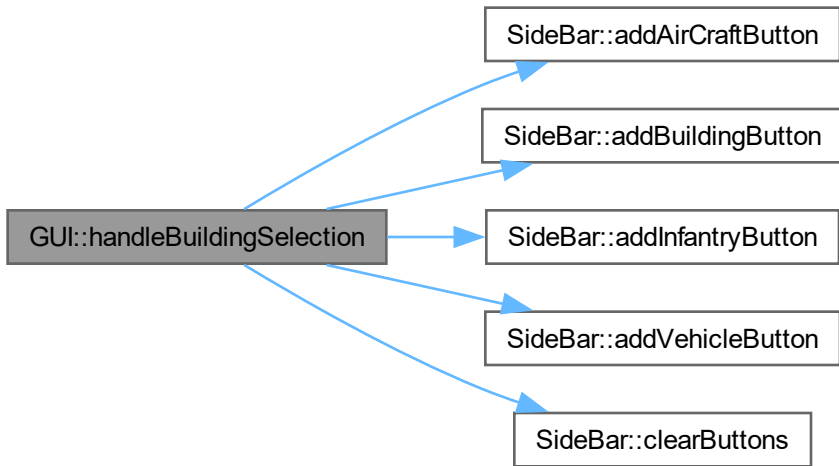 SideBar::addAirCraftButton
SideBar::addBuildingButton
GUI::handleBuildingSelection
SideBar::addInfantryButton
SideBar::addVehicleButton
SideBar::clearButtons